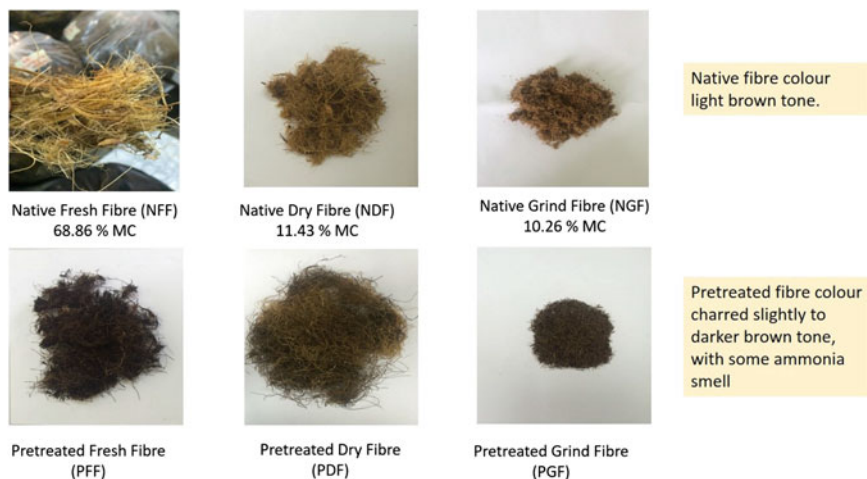 Native fibre colour
light brown tone.
Native Fresh Fibre (NFF)
68.86 % MC
Native Dry Fibre (NDF)
11.43 % MC
Native Grind Fibre (NGF)
10.26 % MC
Pretreated fibre colour
charred slightly to
darker brown tone,
with some ammonia
smell
Pretreated Fresh Fibre
(PFF)
Pretreated Dry Fibre
(PDF)
Pretreated Grind Fibre
(PGF)